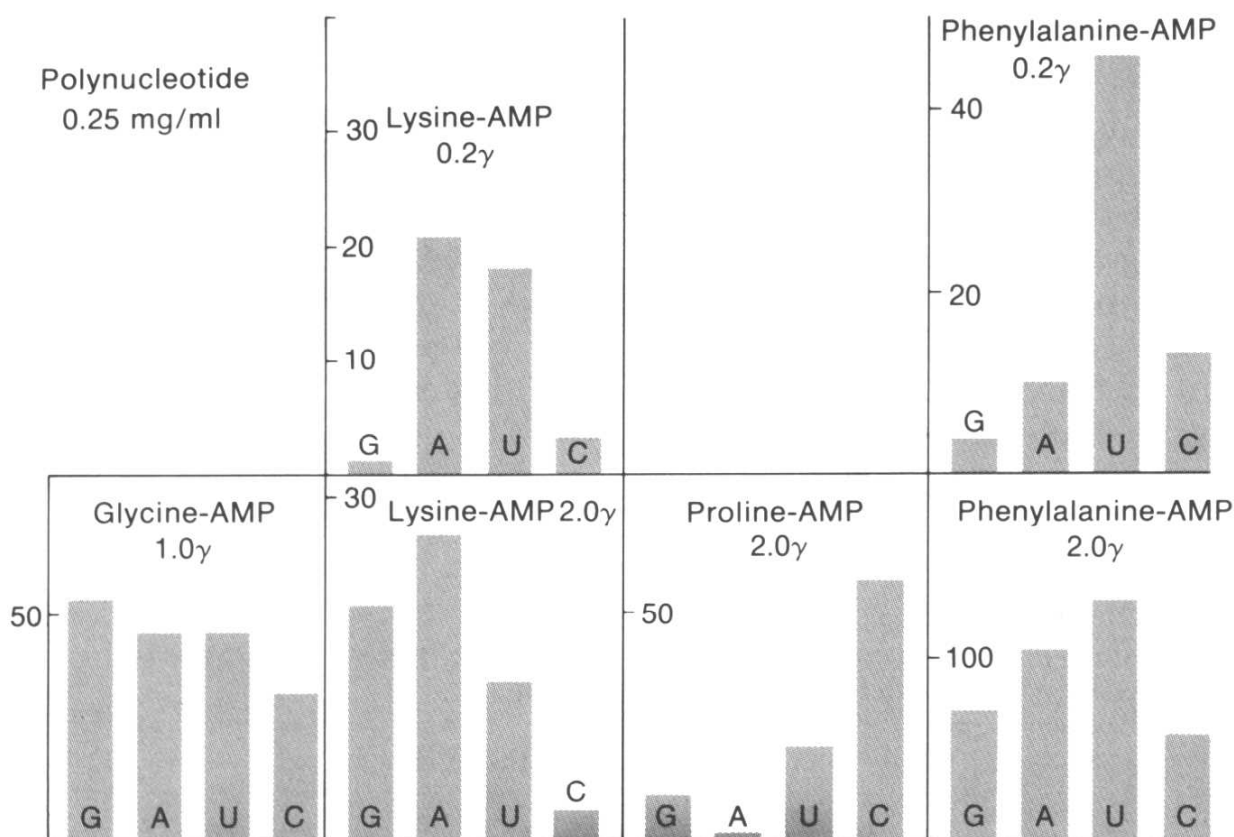 Polynucleotide
0.25 mg/ml
30
20
10
Lysine-AMP
0.2γ
G A U C
Phenylalanine-AMP
0.2γ
40
20
G A U C
Glycine-AMP
1.0γ
50
G A U C
30
Lysine-AMP 2.0γ
G A U C
Proline-AMP
2.0γ
50
G A U C
Phenylalanine-AMP
2.0γ
100
G A U C